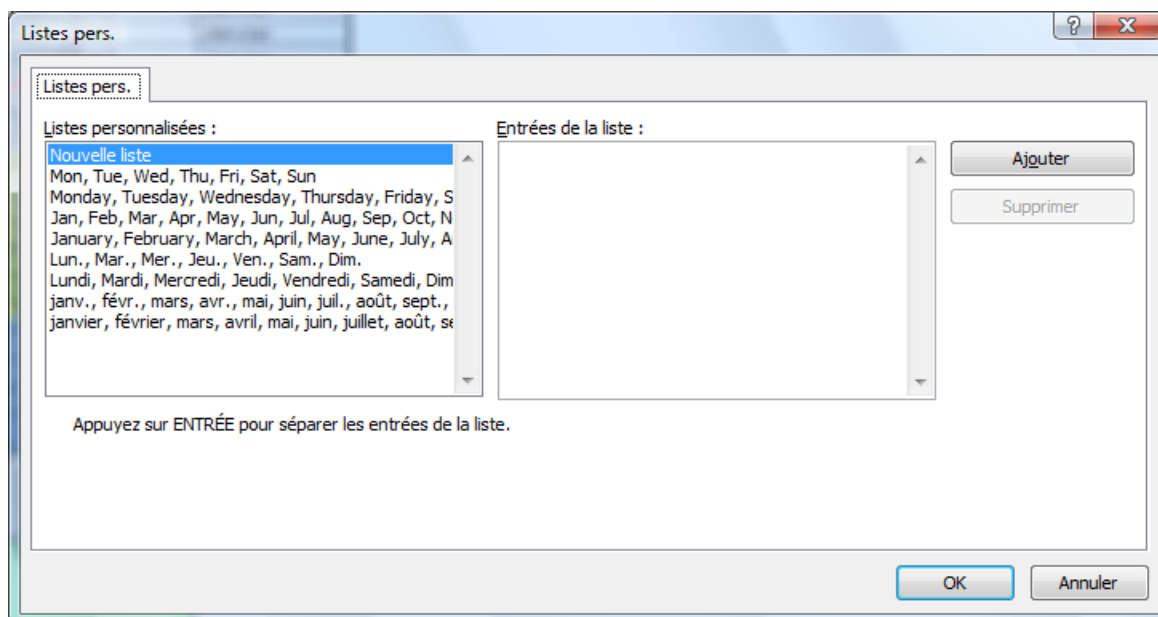 Listes pers.
Listes pers.
Listes personnalisées :
Nouvelle liste
Mon, Tue, Wed, Thu, Fri, Sat, Sun
Monday, Tuesday, Wednesday, Thursday, Friday, S
Jan, Feb, Mar, Apr, May, Jun, Jul, Aug, Sep, Oct, N
January, February, March, April, May, June, July, A
Lun., Mar., Mer., Jeu., Ven., Sam., Dim.
Lundi, Mardi, Mercredi, Jeudi, Vendredi, Samedi, Dim
janv., févr., mars, avr., mai, juin, juil., août, sept.,
janvier, février, mars, avril, mai, juin, juillet, août, se
Entrées de la liste :
Ajouter
Supprimer
Appuyez sur ENTRÉE pour séparer les entrées de la liste.
OK
Annuler